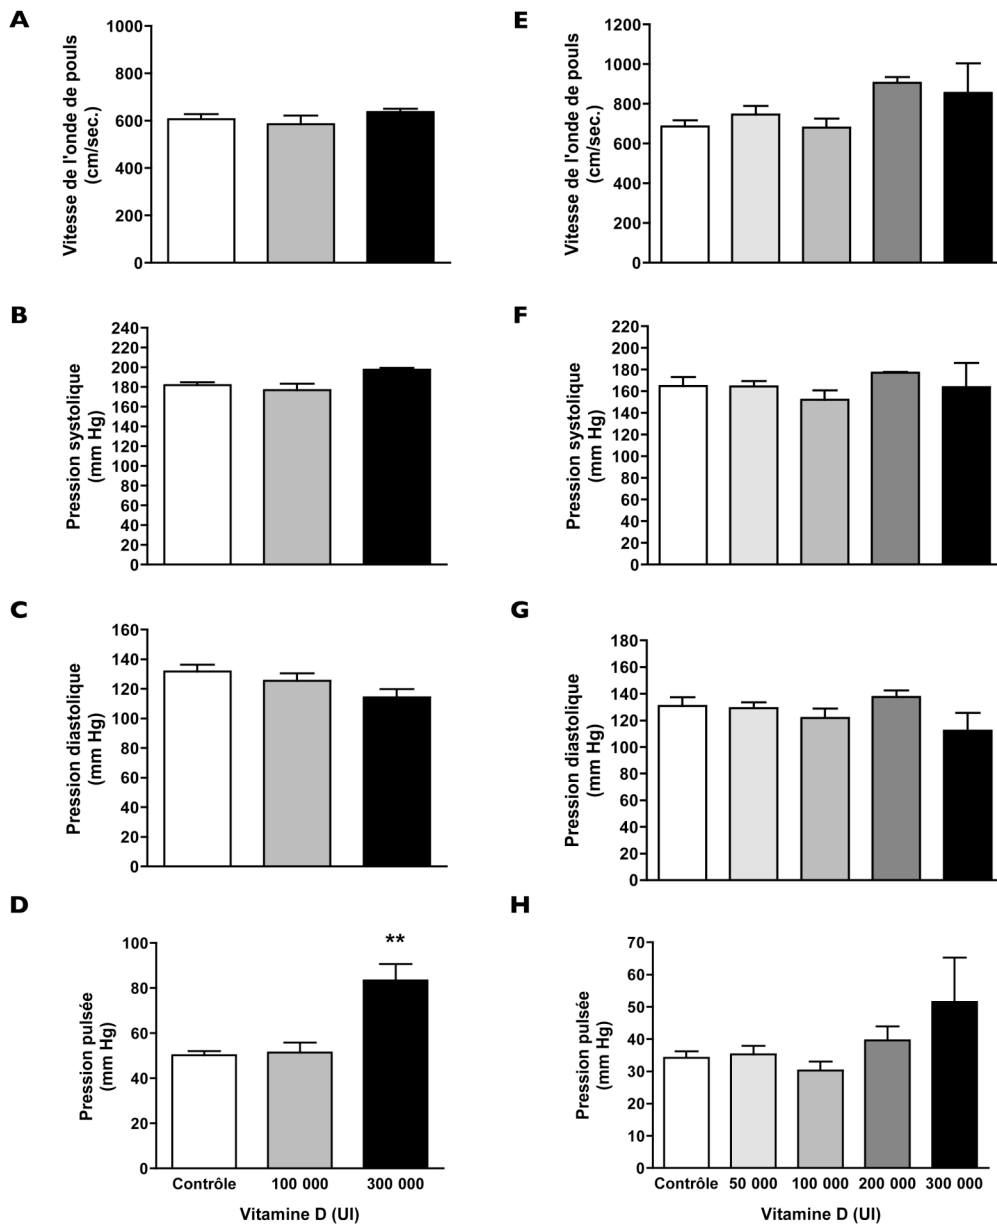 A
Vitesse de l'onde de pouls
(cm/sec.)
1000
800
600
400
200
0
B
Pression systolique
(mm Hg)
240
220
200
180
160
140
120
100
80
60
40
20
0
C
Pression diastolique
(mm Hg)
160
140
120
100
80
60
40
20
0
D
Pression pulsée
(mm Hg)
100
80
60
40
20
0
**
Contrôle 100 000 300 000
Vitamine D (UI)
E
Vitesse de l'onde de pouls
(cm/sec.)
1200
1000
800
600
400
200
0
F
Pression systolique
(mm Hg)
220
200
180
160
140
120
100
80
60
40
20
0
G
Pression diastolique
(mm Hg)
180
160
140
120
100
80
60
40
20
0
H
Pression pulsée
(mm Hg)
70
60
50
40
30
20
10
0
Contrôle 50 000 100 000 200 000 300 000
Vitamine D (UI)